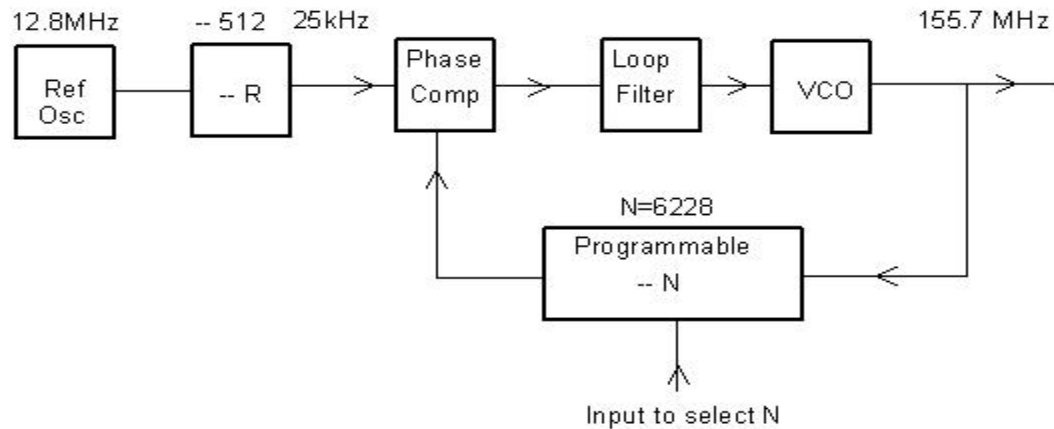 12.8MHz
-- 512
25kHz
155.7 MHz
Ref
Osc
-- R
Phase
Comp
Loop
Filter
VCO
N=6228
Programmable
-- N
Input to select N